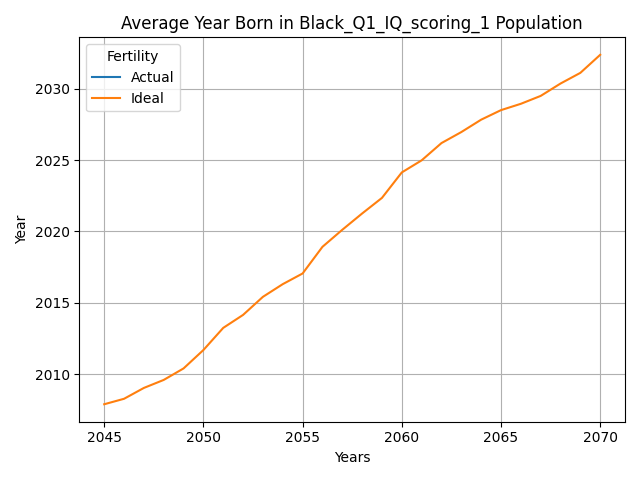 Average Year Born in Black_Q1_IQ_scoring_1 Population
Fertility
Actual
Ideal
Year
2030
2025
2020
2015
2010
2045 2050 2055 2060 2065 2070
Years